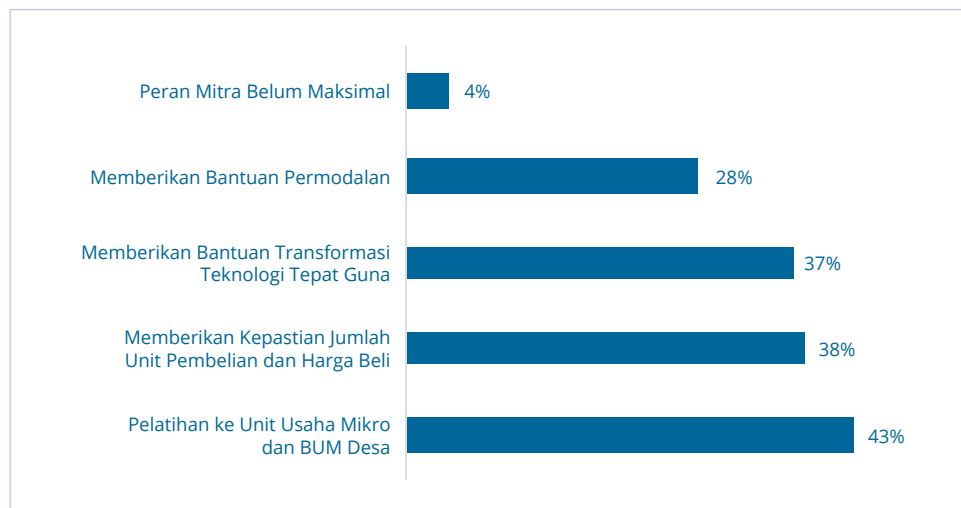 Peran Mitra Belum Maksimal
4%
Memberikan Bantuan Permodalan
28%
Memberikan Bantuan Transformasi
Teknologi Tepat Guna
37%
Memberikan Kepastian Jumlah
Unit Pembelian dan Harga Beli
38%
Pelatihan ke Unit Usaha Mikro
dan BUM Desa
43%